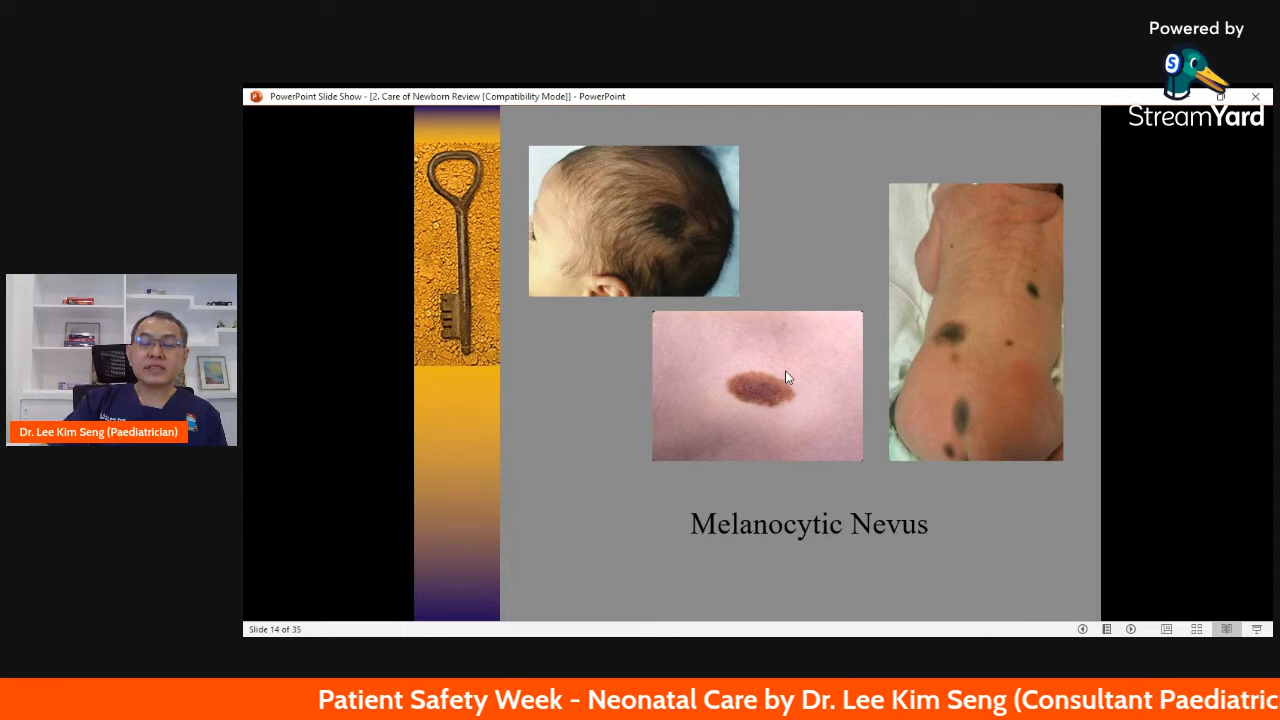 Powered by
S
StreamYard
PowerPoint Slide Show - [2. Care of Newborn Review [Compatibility Mode]] - PowerPoint
Melanocytic Nevus
Dr. Lee Kim Seng (Paediatrician)
Slide 14 of 35
Patient Safety Week - Neonatal Care by Dr. Lee Kim Seng (Consultant Paediatric